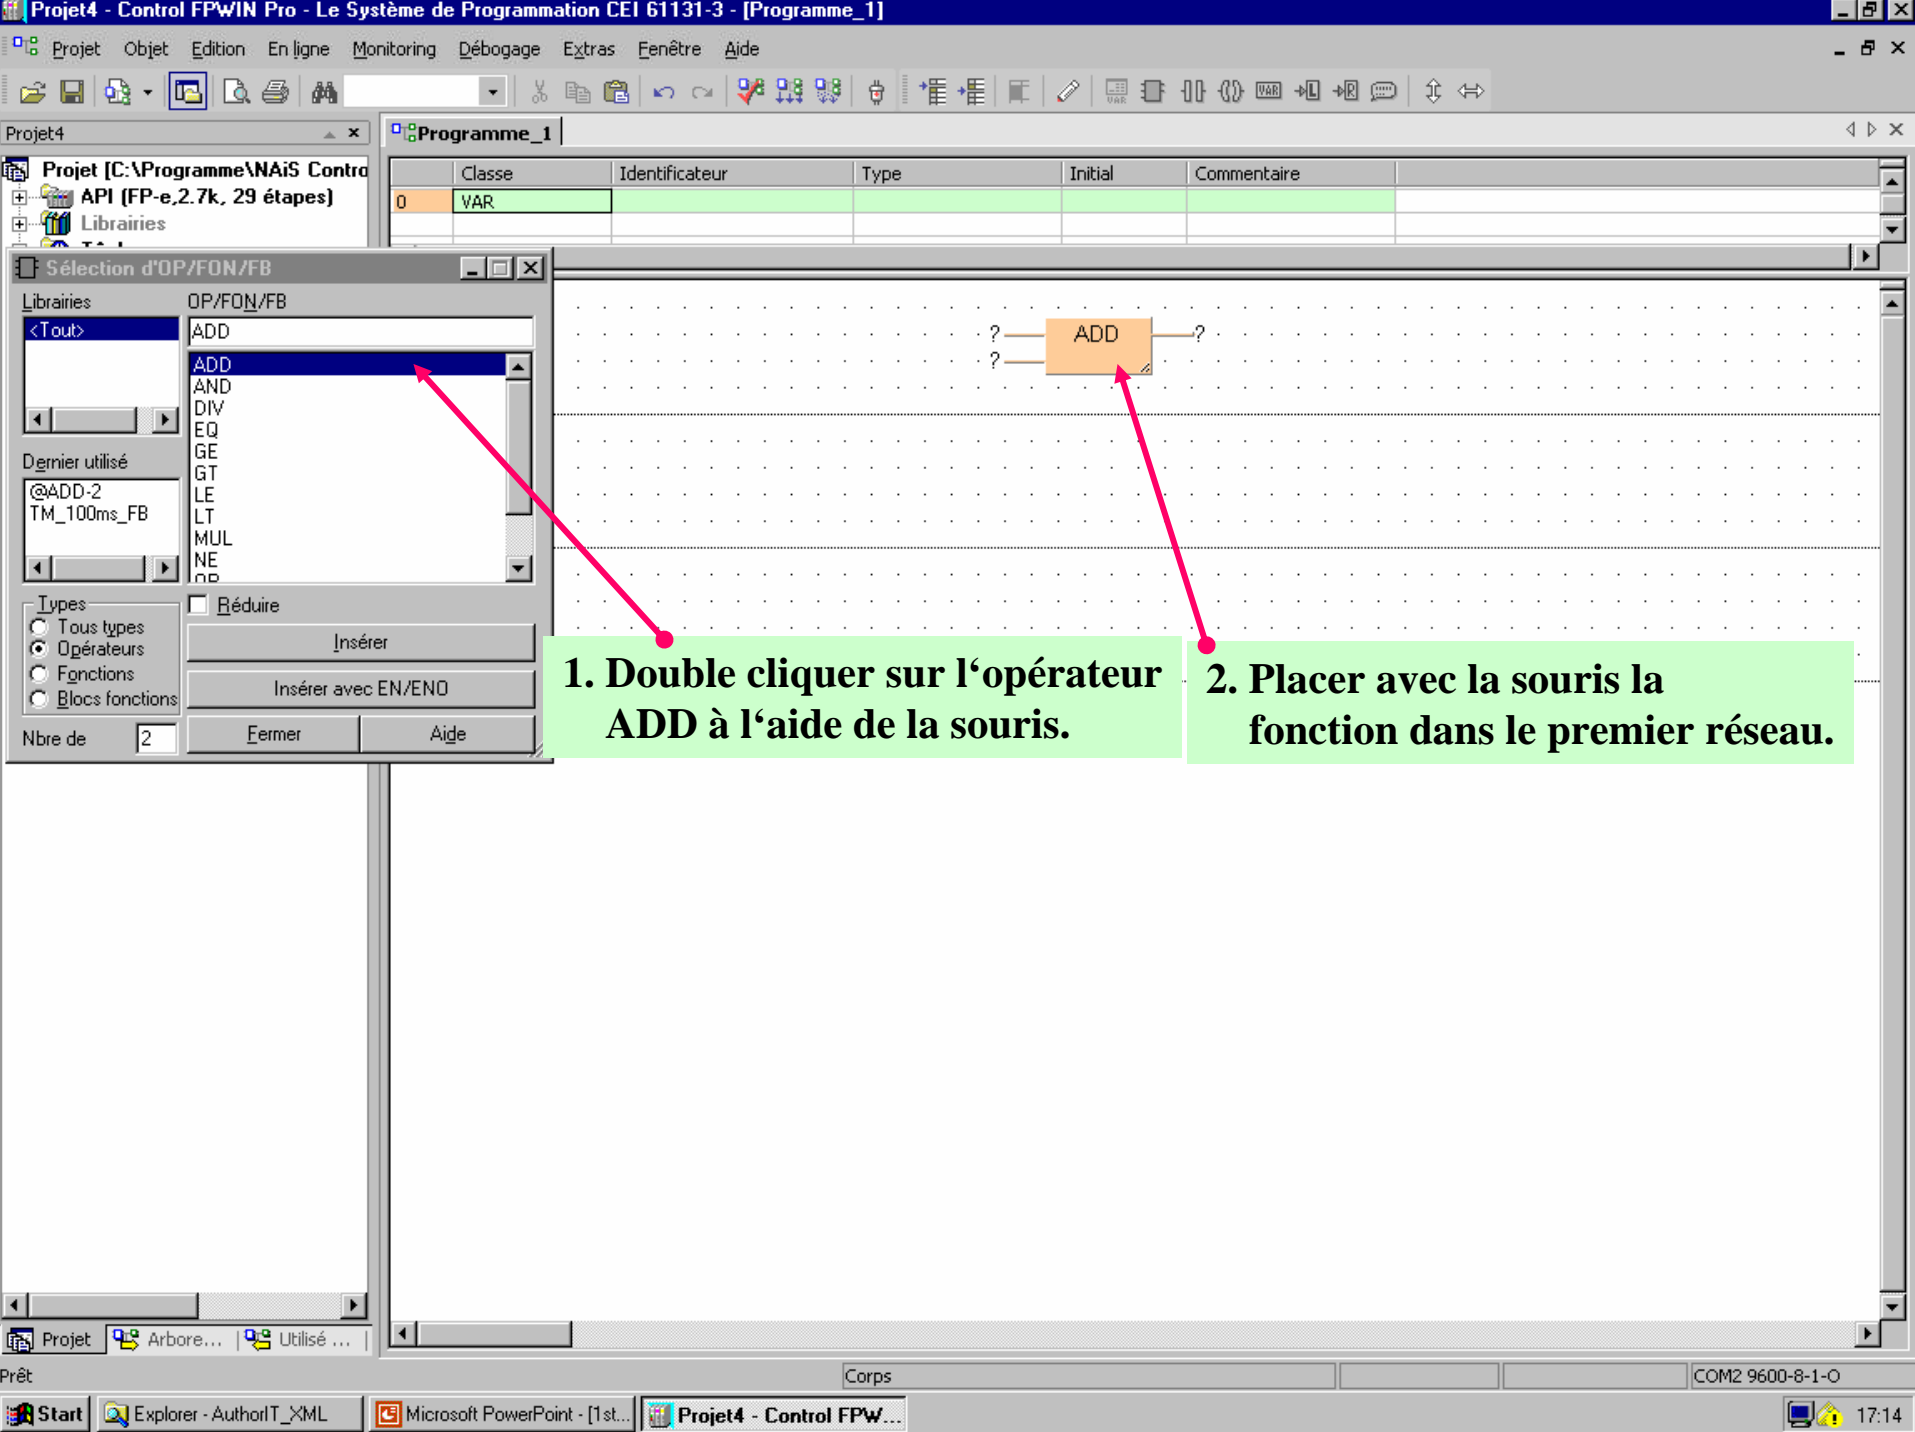 Projet4 - Control FPWIN Pro - Le Système de Programmation CEI 61131-3 - [Programme_1]
Projet Objet Edition En ligne Monitoring Débogage Extras Fenêtre Aide
Projet4
Programme_1
Projet [C:\Programme\NAiS Contro
API (FP-e,2.7k, 29 étapes)
Librairies
Classe Identificateur Type Initial Commentaire
0 VAR
Sélection d'OP/FON/FB
Librairies OP/FON/FB
<Tout> ADD
ADD
AND
DIV
EQ
GE
GT
LE
LT
MUL
NE
OR
Dernier utilisé
@ADD-2
TM_100ms_FB
Types
Tous types
Opérateurs
Fonctions
Blocs fonctions
Réduire
Insérer
Insérer avec EN/ENO
Nbre de 2 Fermer Aide
? ADD ?
?
1. Double cliquer sur l‘opérateur
ADD à l‘aide de la souris.
2. Placer avec la souris la
fonction dans le premier réseau.
Projet Arbore... Utilisé ...
Prêt Corps COM2 9600-8-1-O
Start Explorer - AuthorIT_XML Microsoft PowerPoint - [1st... Projet4 - Control FPW... 17:14